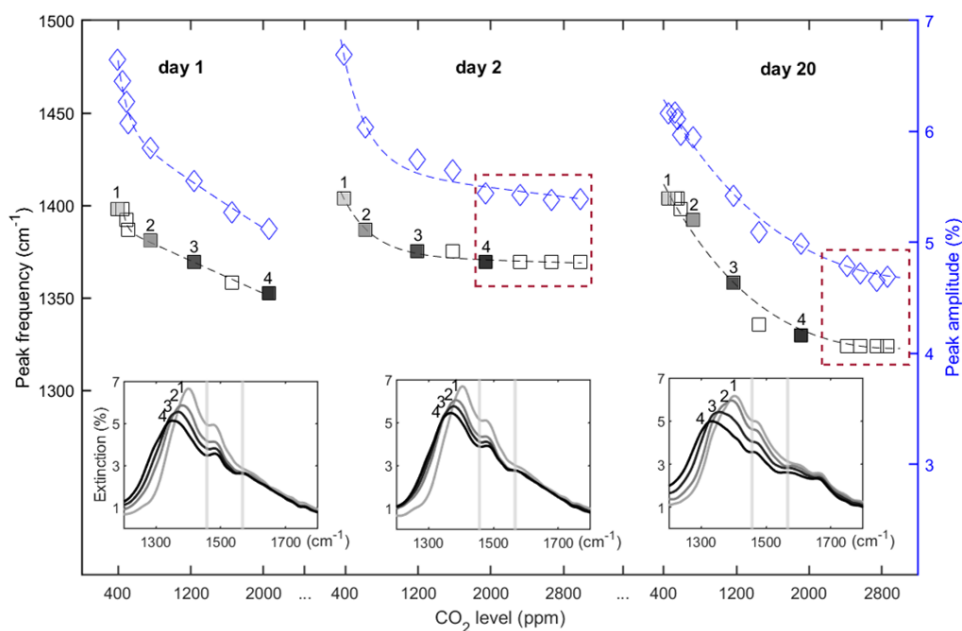 1500
1450
1400
1350
1300
Peak frequency (cm-1)
day 1
day 2
day 20
7
6
5
4
3
Peak amplitude (%)
1
2
3
4
1
2
3
4
1
2
3
4
7
5
3
1
Extinction (%)
4 3 2 1
1300 1500 1700 (cm-1)
7
5
3
1
4 3 2 1
1300 1500 1700 (cm-1)
7
5
3
1
4 3 2 1
1300 1500 1700 (cm-1)
400 1200 2000 ... 400 1200 2000 2800 ... 400 1200 2000 2800
CO2 level (ppm)